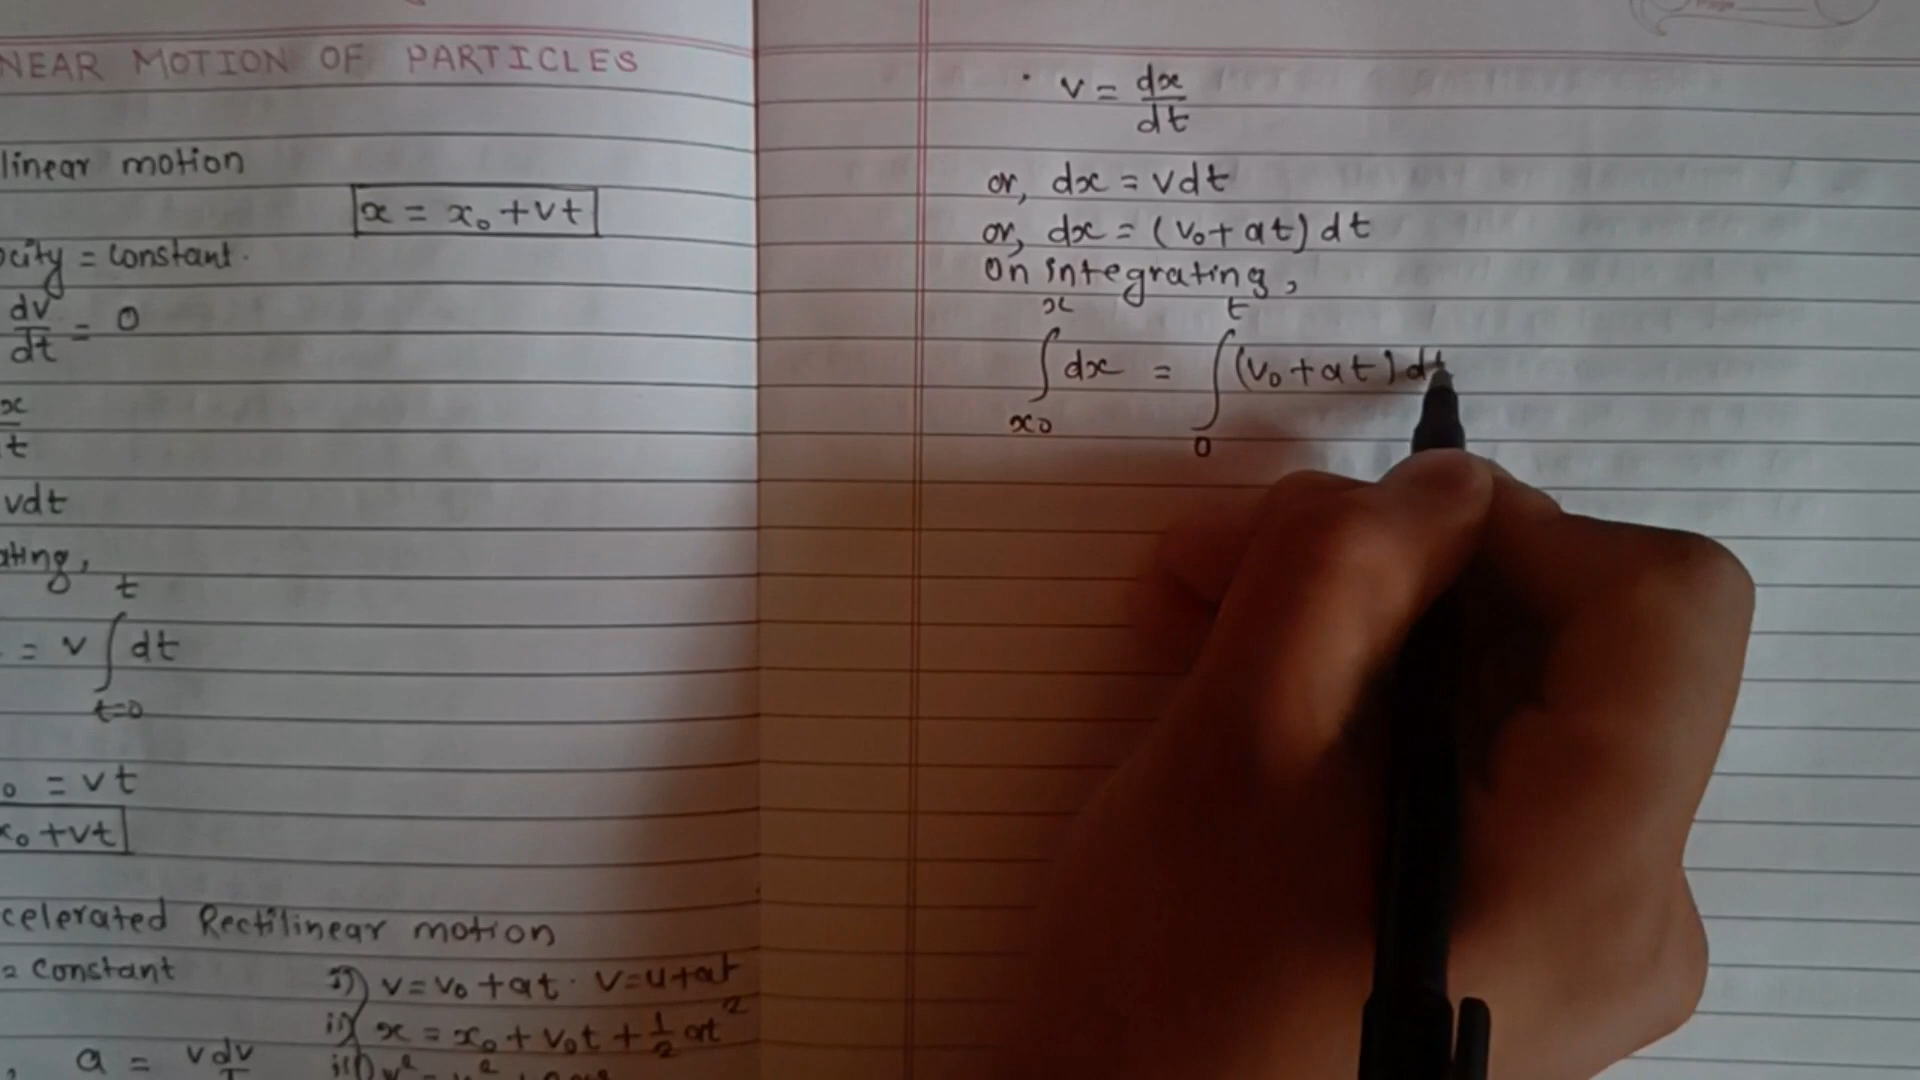 NEAR MOTION OF PARTICLES
linear motion
x = x₀ + vt
ocity = constant.
dv/dt = 0
x
t
vdt
ating,
t
= v ∫ dt
t=0
₀ = vt
x₀ + vt
celerated Rectilinear motion
= constant
i) v = v₀ + at. v = u + at
ii) x = x₀ + v₀t + 1/2 at²
a = vdv
iii)
. v = dx/dt
or, dx = vdt
or, dx = (v₀ + at) dt
On integrating,
x t
∫ dx = ∫ (v₀ + at) dt
x₀ 0